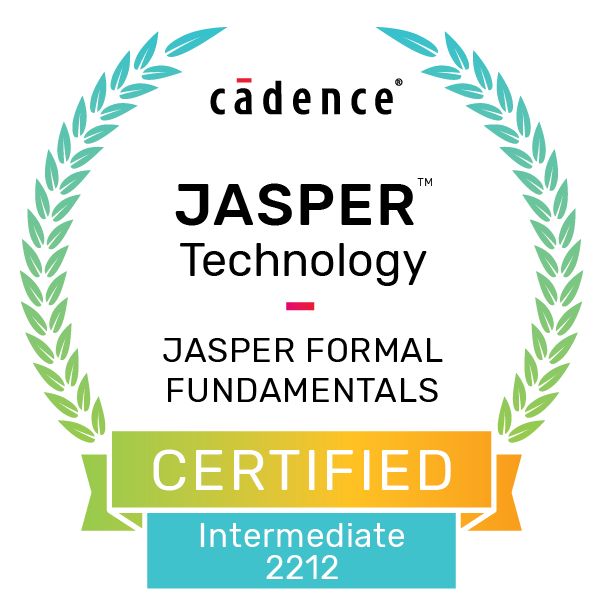 cādence®
JASPER™
Technology
JASPER FORMAL
FUNDAMENTALS
CERTIFIED
Intermediate
2212